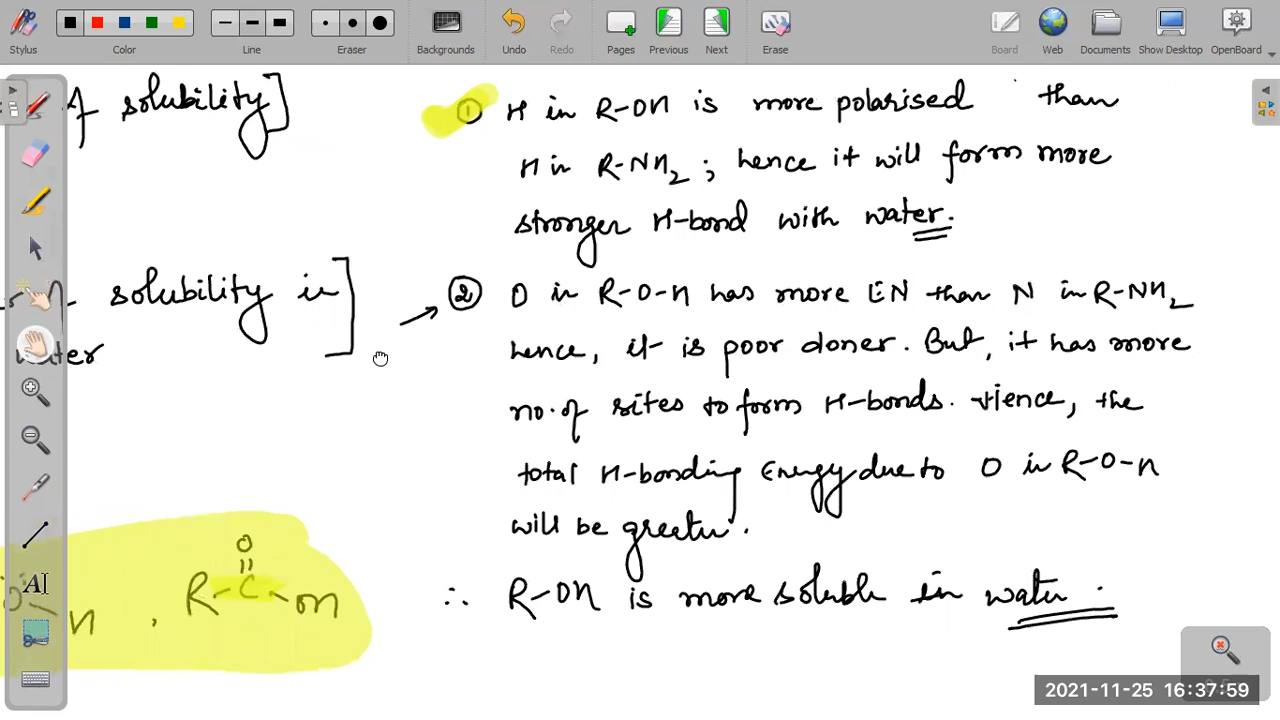 Stylus
Color
Line
Eraser
Backgrounds
Undo
Redo
Pages
Previous
Next
Erase
Board
Web
Documents
Show Desktop
OpenBoard
of solubility]
solubility in]
water
① H in R-OH is more polarised than
H in R-NH2 ; hence it will form more
stronger H-bond with water.
② O in R-O-H has more EN than N in R-NH2
hence, it is poor doner. But, it has more
no. of sites to form H-bonds. Hence, the
total H-bonding Energy due to O in R-O-H
will be greater.
∴ R-OH is more soluble in water.
O
R-C-OH
H ,
2021-11-25 16:37:59